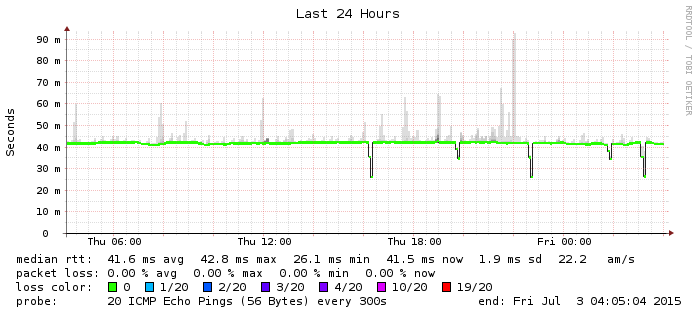 Last 24 Hours
RRDTOOL / TOBI OETIKER
Seconds
90 m
80 m
70 m
60 m
50 m
40 m
30 m
20 m
10 m
0
Thu 06:00 Thu 12:00 Thu 18:00 Fri 00:00
median rtt: 41.6 ms avg 42.8 ms max 26.1 ms min 41.5 ms now 1.9 ms sd 22.2 am/s
packet loss: 0.00 % avg 0.00 % max 0.00 % min 0.00 % now
loss color: 0 1/20 2/20 3/20 4/20 10/20 19/20
probe: 20 ICMP Echo Pings (56 Bytes) every 300s end: Fri Jul 3 04:05:04 2015